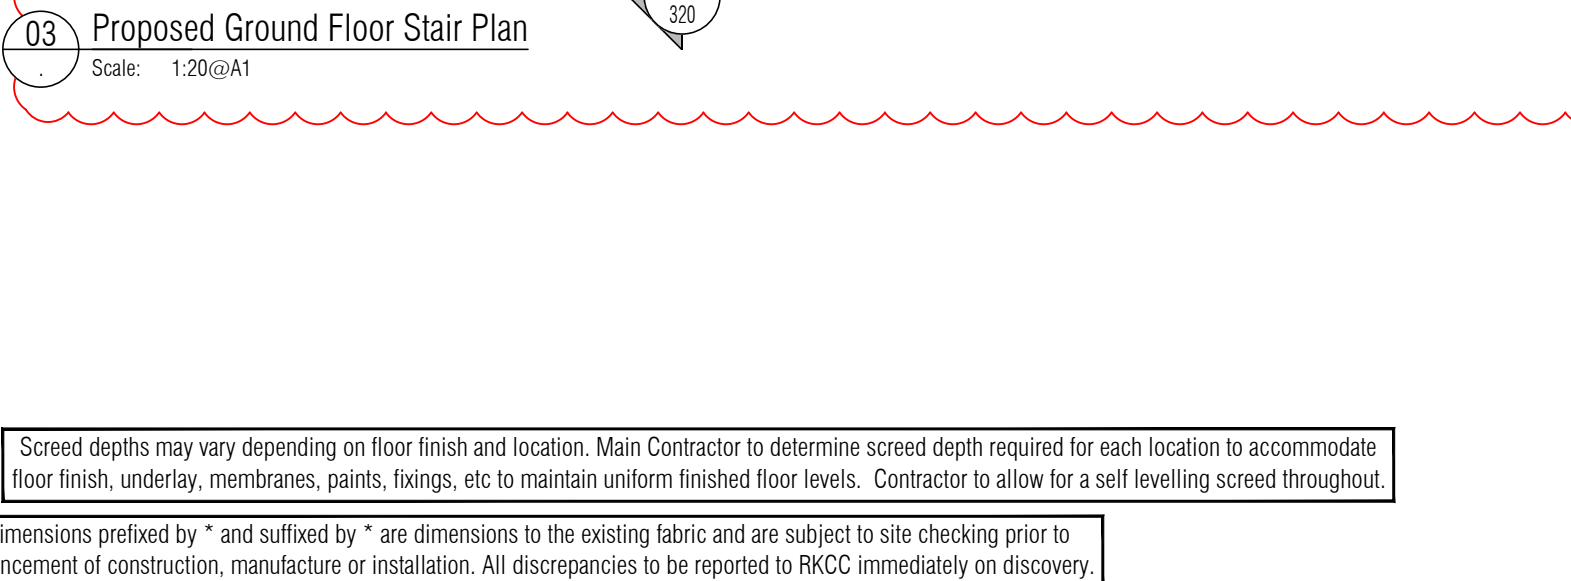 320
03 Proposed Ground Floor Stair Plan
. Scale: 1:20@A1
Screed depths may vary depending on floor finish and location. Main Contractor to determine screed depth required for each location to accommodate
floor finish, underlay, membranes, paints, fixings, etc to maintain uniform finished floor levels. Contractor to allow for a self levelling screed throughout.
imensions prefixed by * and suffixed by * are dimensions to the existing fabric and are subject to site checking prior to
ncement of construction, manufacture or installation. All discrepancies to be reported to RKCC immediately on discovery.